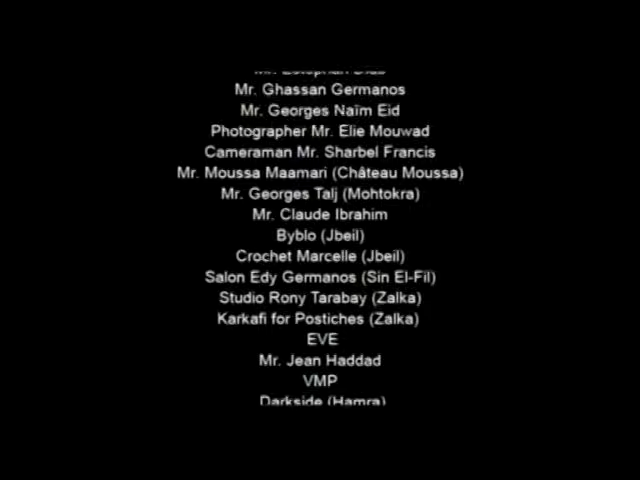 Mr. Ghassan Germanos
Mr. Georges Naïm Eid
Photographer Mr. Elie Mouwad
Cameraman Mr. Sharbel Francis
Mr. Moussa Maamari (Château Moussa)
Mr. Georges Talj (Mohtokra)
Mr. Claude Ibrahim
Byblo (Jbeil)
Crochet Marcelle (Jbeil)
Salon Edy Germanos (Sin El-Fil)
Studio Rony Tarabay (Zalka)
Karkafi for Postiches (Zalka)
EVE
Mr. Jean Haddad
VMP
Darkside (Hamra)